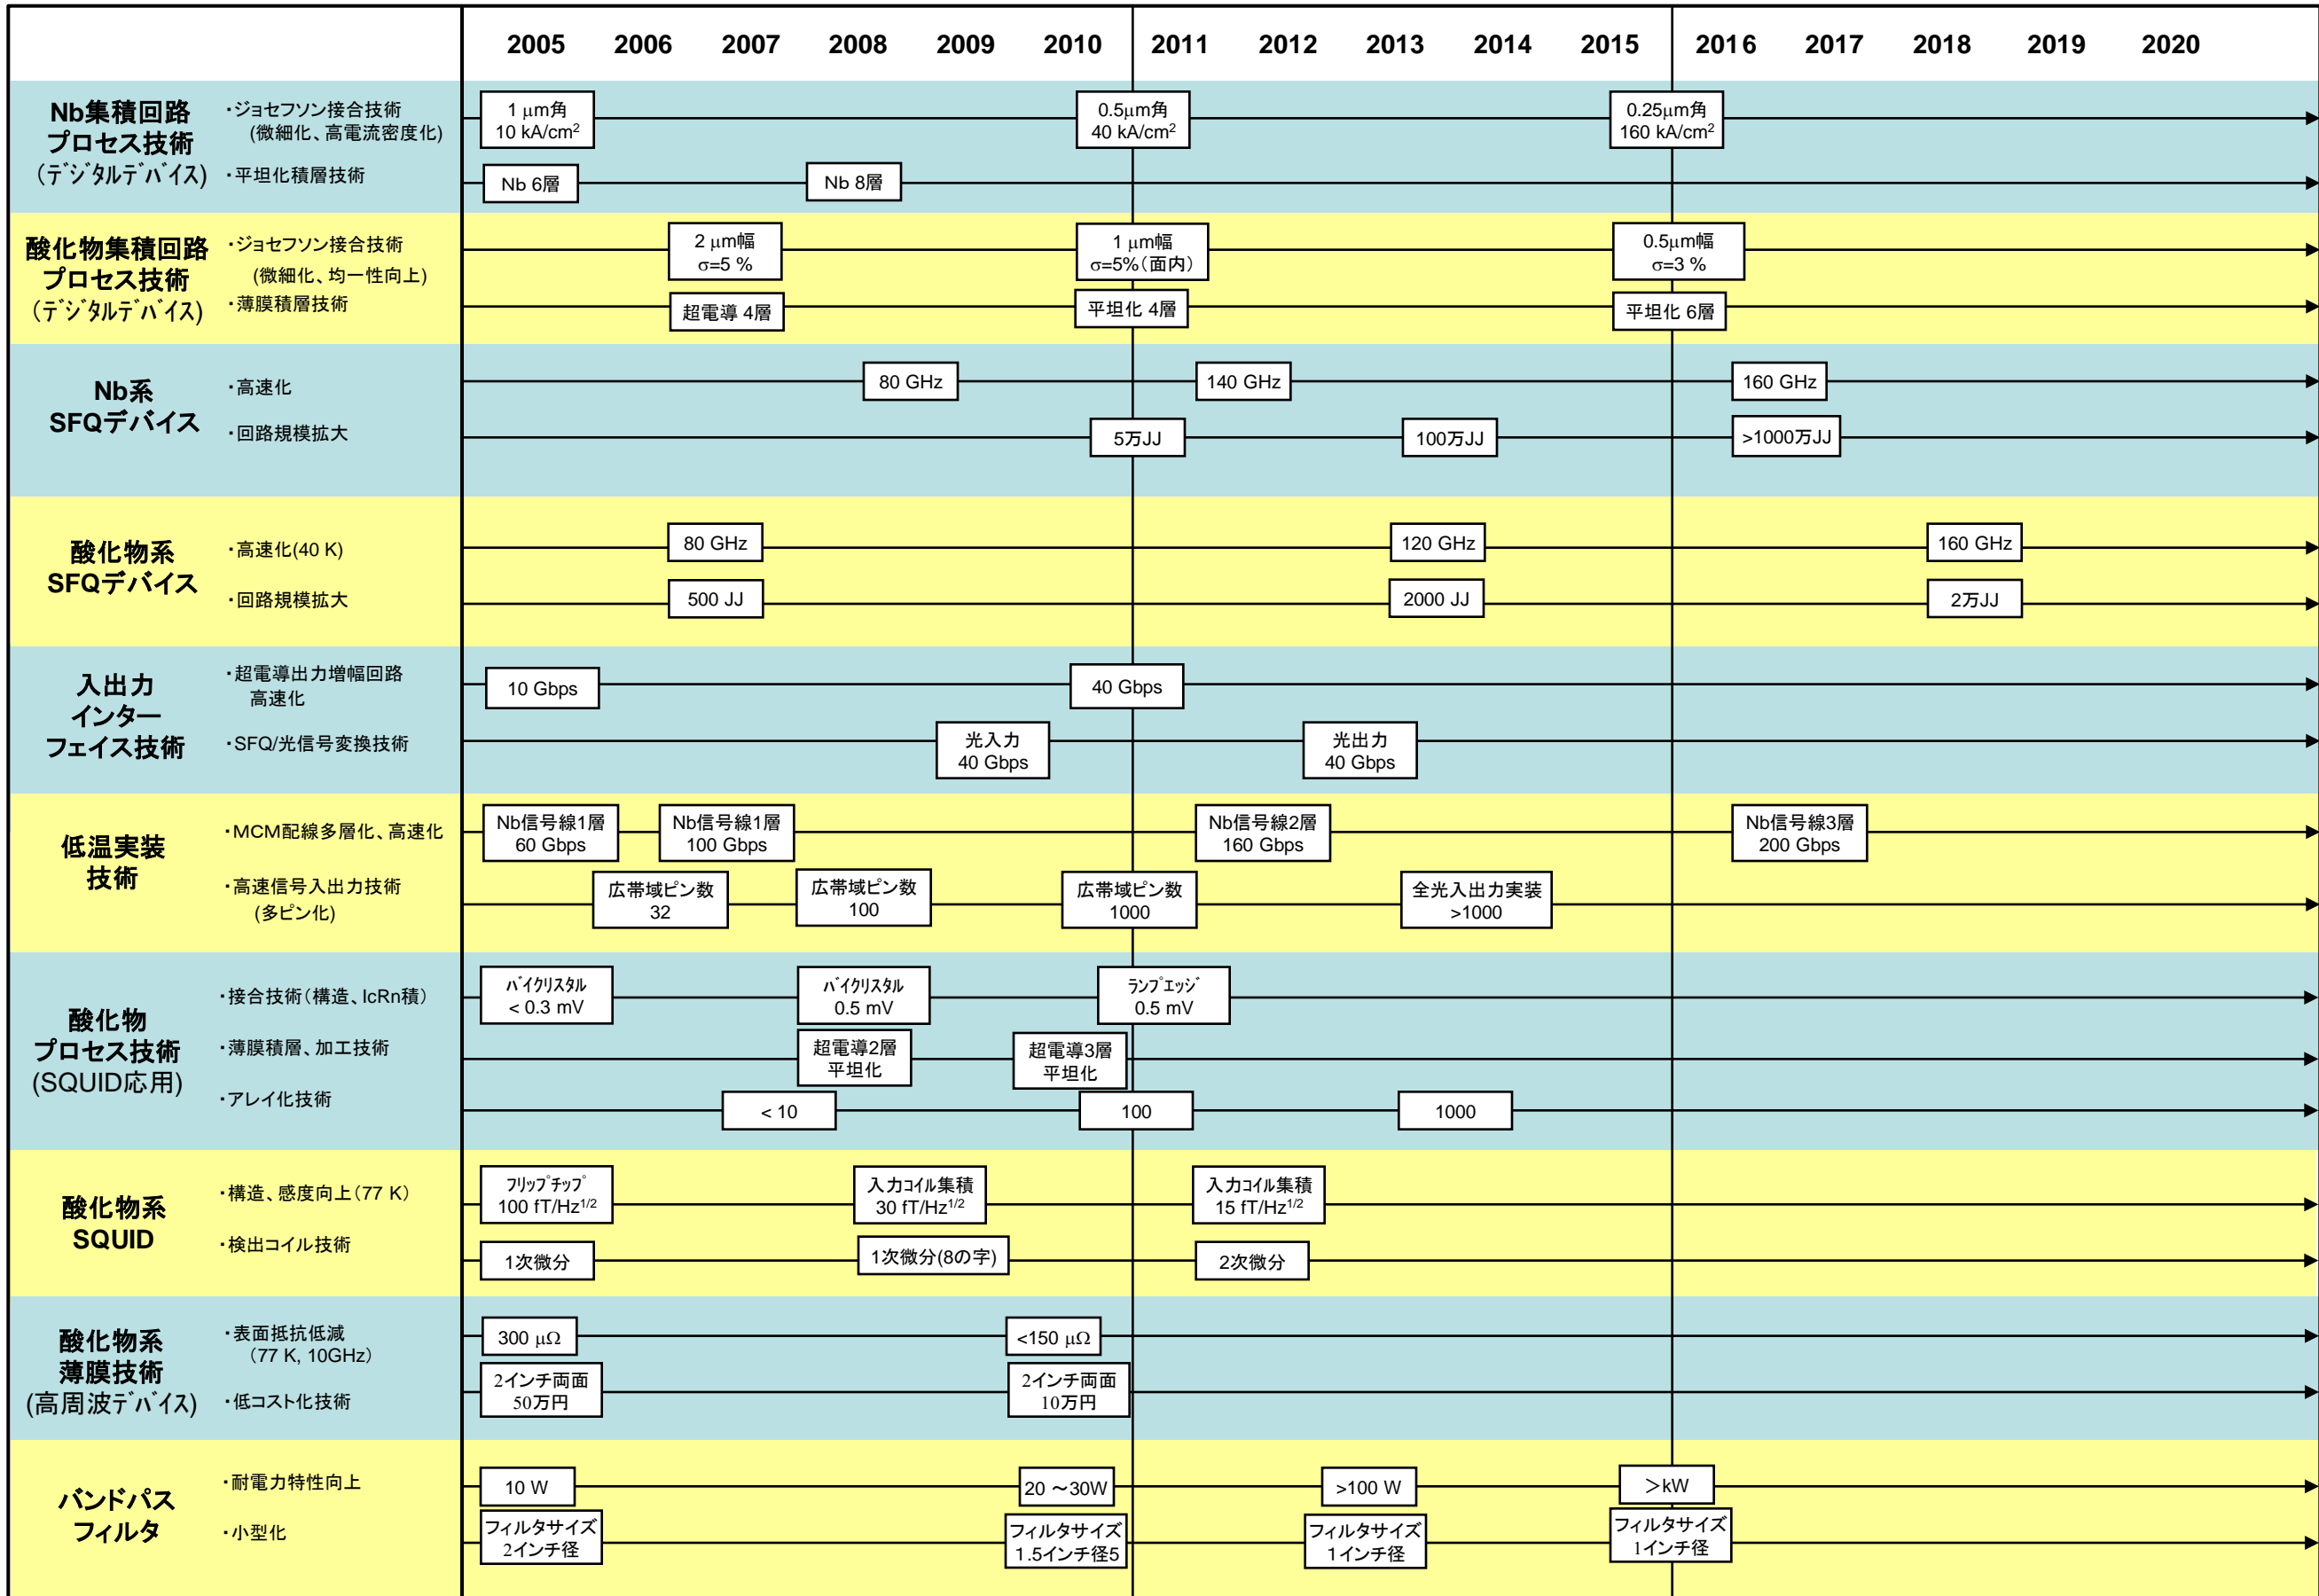 2005 2006 2007 2008 2009 2010 2011 2012 2013 2014 2015 2016 2017 2018 2019 2020
Nb集積回路
プロセス技術
(デジタルデバイス)
・ジョセフソン接合技術
(微細化、高電流密度化)
1 μm角
10 kA/cm²
0.5μm角
40 kA/cm²
0.25μm角
160 kA/cm²
・平坦化積層技術
Nb 6層
Nb 8層
酸化物集積回路
プロセス技術
(デジタルデバイス)
・ジョセフソン接合技術
(微細化、均一性向上)
2 μm幅
σ=5 %
1 μm幅
σ=5%(面内)
0.5μm幅
σ=3 %
・薄膜積層技術
超電導 4層
平坦化 4層
平坦化 6層
Nb系
SFQデバイス
・高速化
80 GHz
140 GHz
160 GHz
・回路規模拡大
5万JJ
100万JJ
>1000万JJ
酸化物系
SFQデバイス
・高速化(40 K)
80 GHz
120 GHz
160 GHz
・回路規模拡大
500 JJ
2000 JJ
2万JJ
入出力
インター
フェイス技術
・超電導出力増幅回路
高速化
10 Gbps
40 Gbps
・SFQ/光信号変換技術
光入力
40 Gbps
光出力
40 Gbps
低温実装
技術
・MCM配線多層化、高速化
Nb信号線1層
60 Gbps
Nb信号線1層
100 Gbps
Nb信号線2層
160 Gbps
Nb信号線3層
200 Gbps
・高速信号入出力技術
(多ピン化)
広帯域ピン数
32
広帯域ピン数
100
広帯域ピン数
1000
全光入出力実装
>1000
酸化物
プロセス技術
(SQUID応用)
・接合技術(構造、IcRn積)
ﾊﾞｲｸﾘｽﾀﾙ
< 0.3 mV
ﾊﾞｲｸﾘｽﾀﾙ
0.5 mV
ﾗﾝﾌﾟｴｯｼﾞ
0.5 mV
・薄膜積層、加工技術
超電導2層
平坦化
超電導3層
平坦化
・アレイ化技術
< 10
100
1000
酸化物系
SQUID
・構造、感度向上(77 K)
ﾌﾘｯﾌﾟﾁｯﾌﾟ
100 fT/Hz¹ᐟ²
入力コイル集積
30 fT/Hz¹ᐟ²
入力コイル集積
15 fT/Hz¹ᐟ²
・検出コイル技術
1次微分
1次微分(8の字)
2次微分
酸化物系
薄膜技術
(高周波デバイス)
・表面抵抗低減
(77 K, 10GHz)
300 μΩ
<150 μΩ
・低コスト化技術
2インチ両面
50万円
2インチ両面
10万円
バンドパス
フィルタ
・耐電力特性向上
10 W
20 ～30W
>100 W
＞kW
・小型化
フィルタサイズ
2インチ径
フィルタサイズ
1.5インチ径5
フィルタサイズ
1インチ径
フィルタサイズ
1インチ径